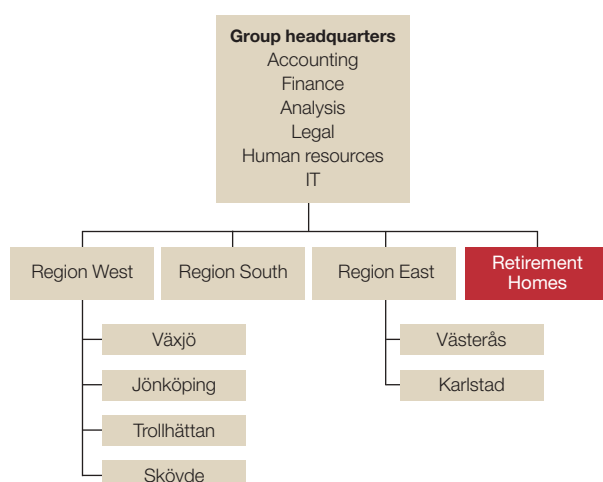 Group headquarters
Accounting
Finance
Analysis
Legal
Human resources
IT
Region West
Region South
Region East
Retirement
Homes
Växjö
Jönköping
Trollhättan
Skövde
Västerås
Karlstad